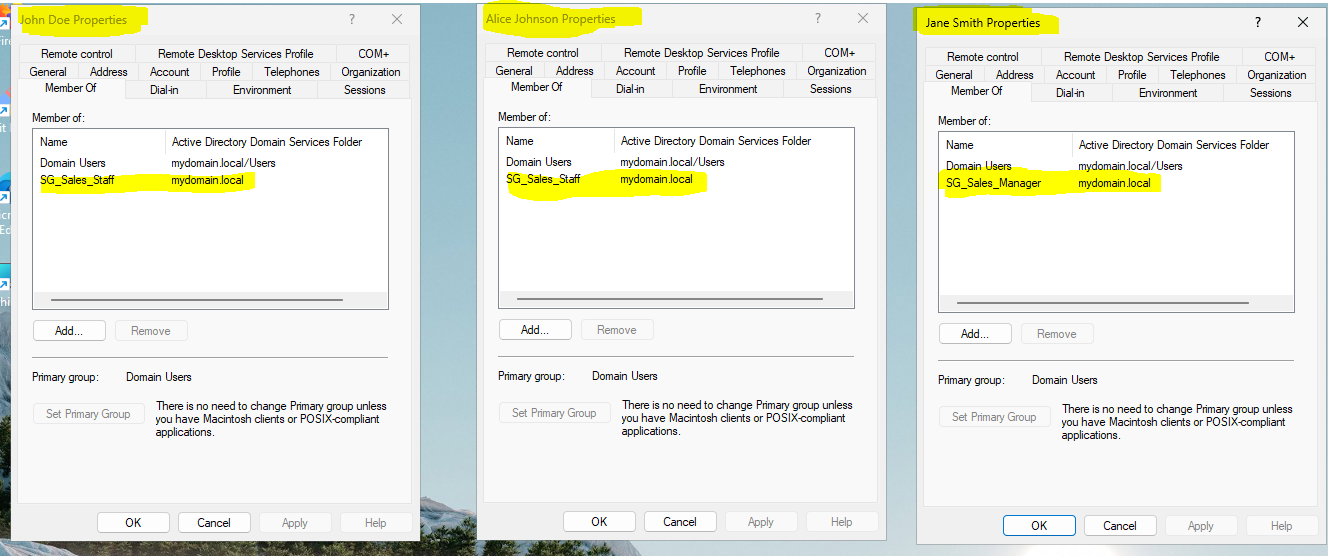 John Doe Properties
?
Remote control Remote Desktop Services Profile COM+
General Address Account Profile Telephones Organization
Member Of Dial-in Environment Sessions
Member of:
Name Active Directory Domain Services Folder
Domain Users mydomain.local/Users
SG_Sales_Staff mydomain.local
Add... Remove
Primary group: Domain Users
Set Primary Group
There is no need to change Primary group unless
you have Macintosh clients or POSIX-compliant
applications.
OK Cancel Apply Help
Alice Johnson Properties
?
Remote control Remote Desktop Services Profile COM+
General Address Account Profile Telephones Organization
Member Of Dial-in Environment Sessions
Member of:
Name Active Directory Domain Services Folder
Domain Users mydomain.local/Users
SG_Sales_Staff mydomain.local
Add... Remove
Primary group: Domain Users
Set Primary Group
There is no need to change Primary group unless
you have Macintosh clients or POSIX-compliant
applications.
OK Cancel Apply Help
Jane Smith Properties
?
Remote control Remote Desktop Services Profile COM+
General Address Account Profile Telephones Organization
Member Of Dial-in Environment Sessions
Member of:
Name Active Directory Domain Services Folder
Domain Users mydomain.local/Users
SG_Sales_Manager mydomain.local
Add... Remove
Primary group: Domain Users
Set Primary Group
There is no need to change Primary group unless
you have Macintosh clients or POSIX-compliant
applications.
OK Cancel Apply Help